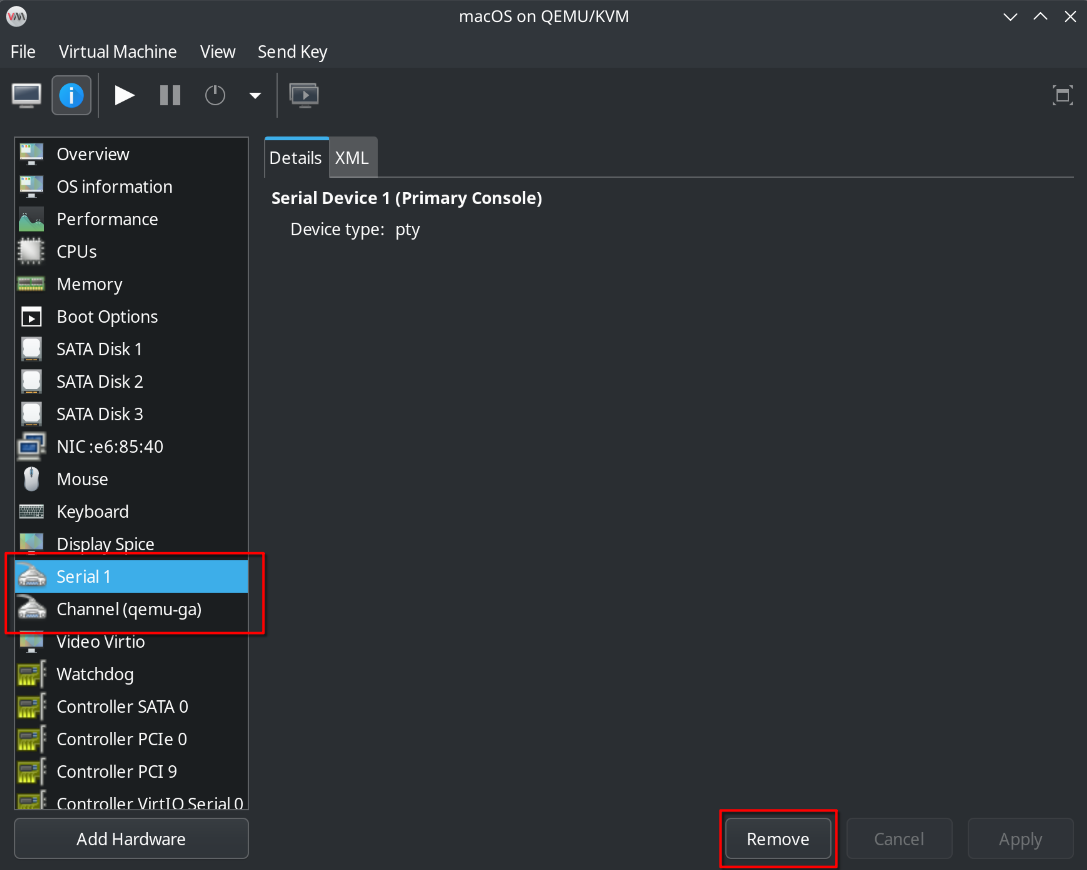 macOS on QEMU/KVM
File Virtual Machine View Send Key
Details XML
Overview
OS information
Performance
CPUs
Memory
Boot Options
SATA Disk 1
SATA Disk 2
SATA Disk 3
NIC :e6:85:40
Mouse
Keyboard
Display Spice
Serial 1
Channel (qemu-ga)
Video Virtio
Watchdog
Controller SATA 0
Controller PCIe 0
Controller PCI 9
Controller VirtIO Serial 0
Serial Device 1 (Primary Console)
Device type: pty
Add Hardware
Remove Cancel Apply